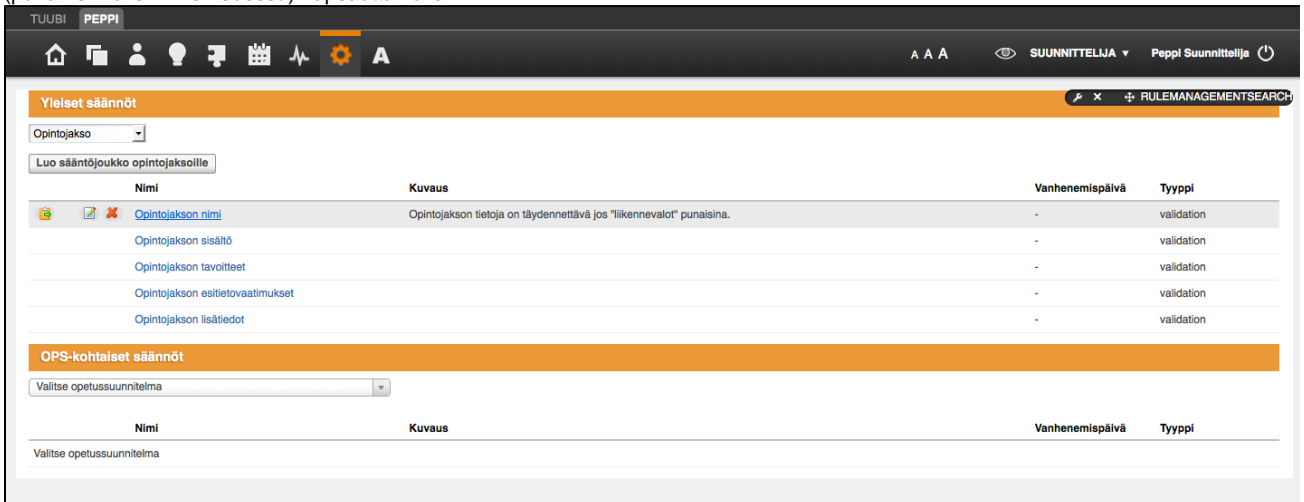 TUUBI PEPPI
A A A A SUUNNITTELIJA ▼ Peppi Suunnittelija
Yleiset säännöt RULEMANAGEMENTSEARCH
Opintojakso
Luo sääntöjoukko opintojaksoille
Nimi Kuvaus Vanhenemispäivä Tyyppi
Opintojakson nimi Opintojakson tietoja on täydennettävä jos "liikennevalot" punaisina. - validation
Opintojakson sisältö - validation
Opintojakson tavoitteet - validation
Opintojakson esitietovaatimukset - validation
Opintojakson lisätiedot - validation
OPS-kohtaiset säännöt
Valitse opetussuunnitelma
Nimi Kuvaus Vanhenemispäivä Tyyppi
Valitse opetussuunnitelma